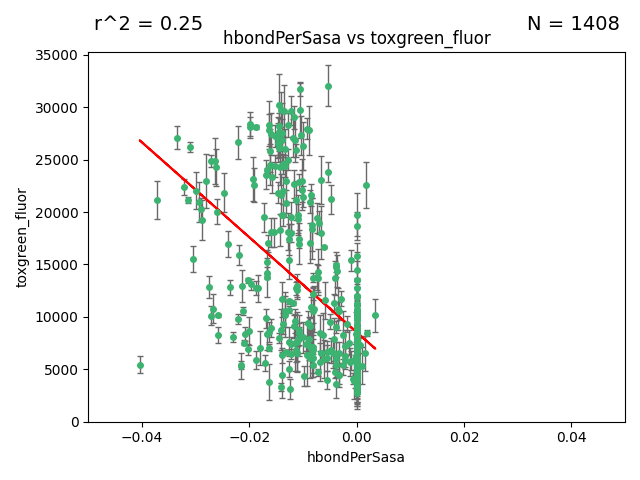 r^2 = 0.25
N = 1408
hbondPerSasa vs toxgreen_fluor
toxgreen_fluor
35000
30000
25000
20000
15000
10000
5000
0
−0.04
−0.02
0.00
0.02
0.04
hbondPerSasa